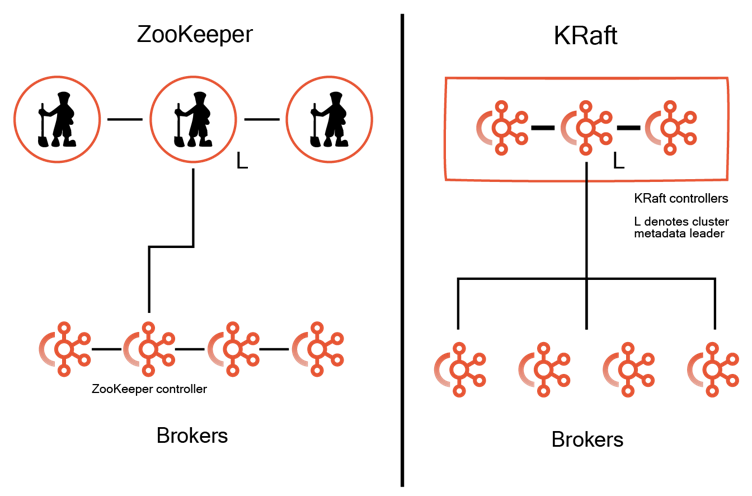 ZooKeeper
L
ZooKeeper controller
Brokers
KRaft
L
KRaft controllers
L denotes cluster
metadata leader
Brokers